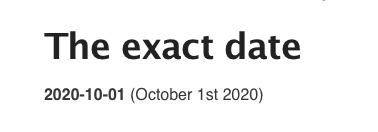 The exact date
2020-10-01 (October 1st 2020)